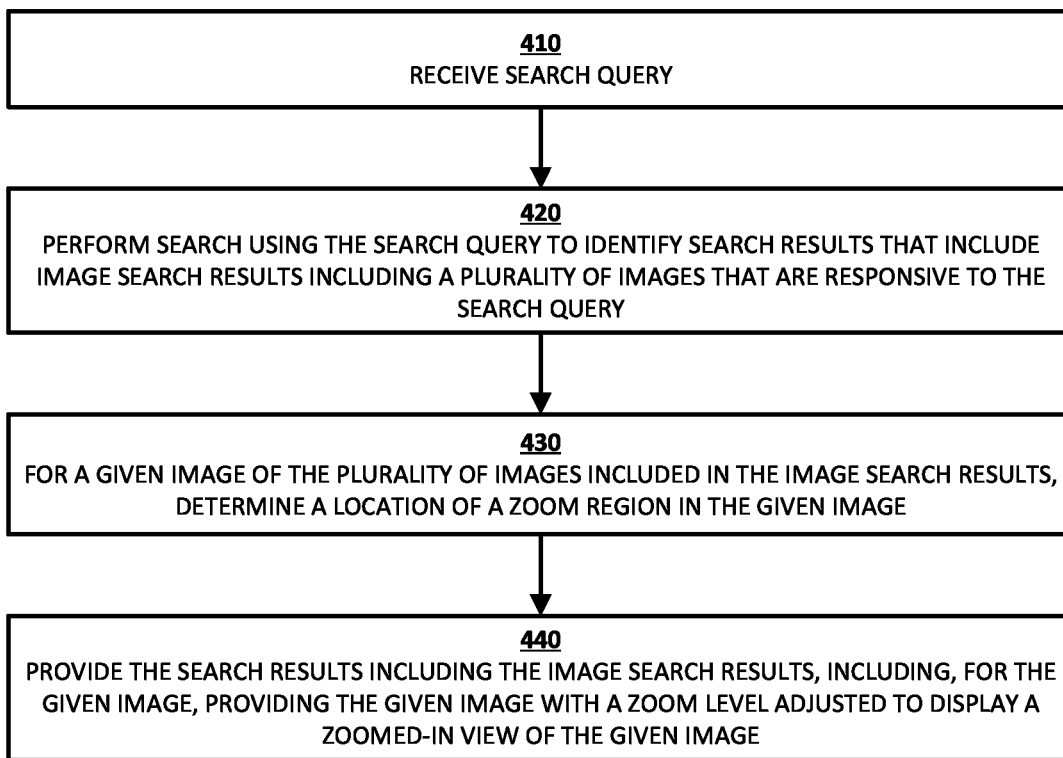 410
RECEIVE SEARCH QUERY
420
PERFORM SEARCH USING THE SEARCH QUERY TO IDENTIFY SEARCH RESULTS THAT INCLUDE
IMAGE SEARCH RESULTS INCLUDING A PLURALITY OF IMAGES THAT ARE RESPONSIVE TO THE
SEARCH QUERY
430
FOR A GIVEN IMAGE OF THE PLURALITY OF IMAGES INCLUDED IN THE IMAGE SEARCH RESULTS,
DETERMINE A LOCATION OF A ZOOM REGION IN THE GIVEN IMAGE
440
PROVIDE THE SEARCH RESULTS INCLUDING THE IMAGE SEARCH RESULTS, INCLUDING, FOR THE
GIVEN IMAGE, PROVIDING THE GIVEN IMAGE WITH A ZOOM LEVEL ADJUSTED TO DISPLAY A
ZOOMED-IN VIEW OF THE GIVEN IMAGE